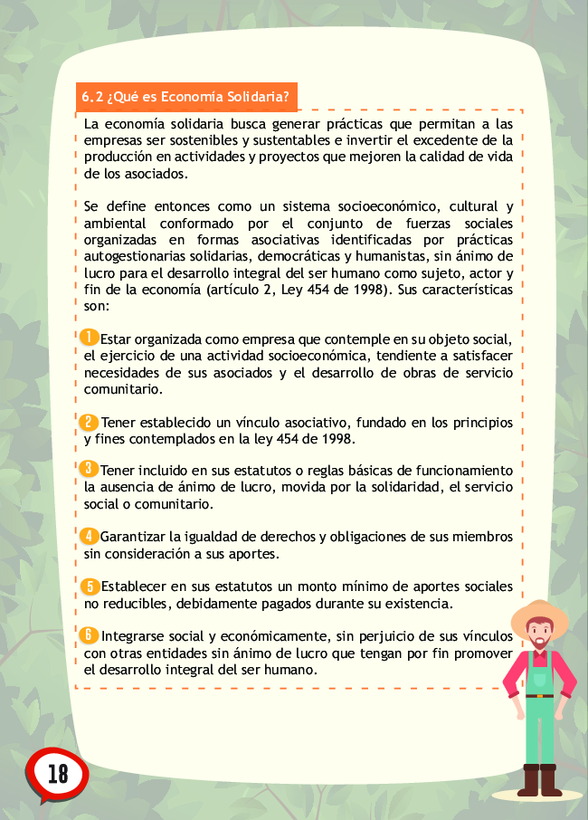 6.2 ¿Qué es Economía Solidaria?
La economía solidaria busca generar prácticas que permitan a las
empresas ser sostenibles y sustentables e invertir el excedente de la
producción en actividades y proyectos que mejoren la calidad de vida
de los asociados.
Se define entonces como un sistema socioeconómico, cultural y
ambiental conformado por el conjunto de fuerzas sociales
organizadas en formas asociativas identificadas por prácticas
autogestionarias solidarias, democráticas y humanistas, sin ánimo de
lucro para el desarrollo integral del ser humano como sujeto, actor y
fin de la economía (artículo 2, Ley 454 de 1998). Sus características
son:
1 Estar organizada como empresa que contemple en su objeto social,
el ejercicio de una actividad socioeconómica, tendiente a satisfacer
necesidades de sus asociados y el desarrollo de obras de servicio
comunitario.
2 Tener establecido un vínculo asociativo, fundado en los principios
y fines contemplados en la ley 454 de 1998.
3 Tener incluido en sus estatutos o reglas básicas de funcionamiento
la ausencia de ánimo de lucro, movida por la solidaridad, el servicio
social o comunitario.
4 Garantizar la igualdad de derechos y obligaciones de sus miembros
sin consideración a sus aportes.
5 Establecer en sus estatutos un monto mínimo de aportes sociales
no reducibles, debidamente pagados durante su existencia.
6 Integrarse social y económicamente, sin perjuicio de sus vínculos
con otras entidades sin ánimo de lucro que tengan por fin promover
el desarrollo integral del ser humano.
18